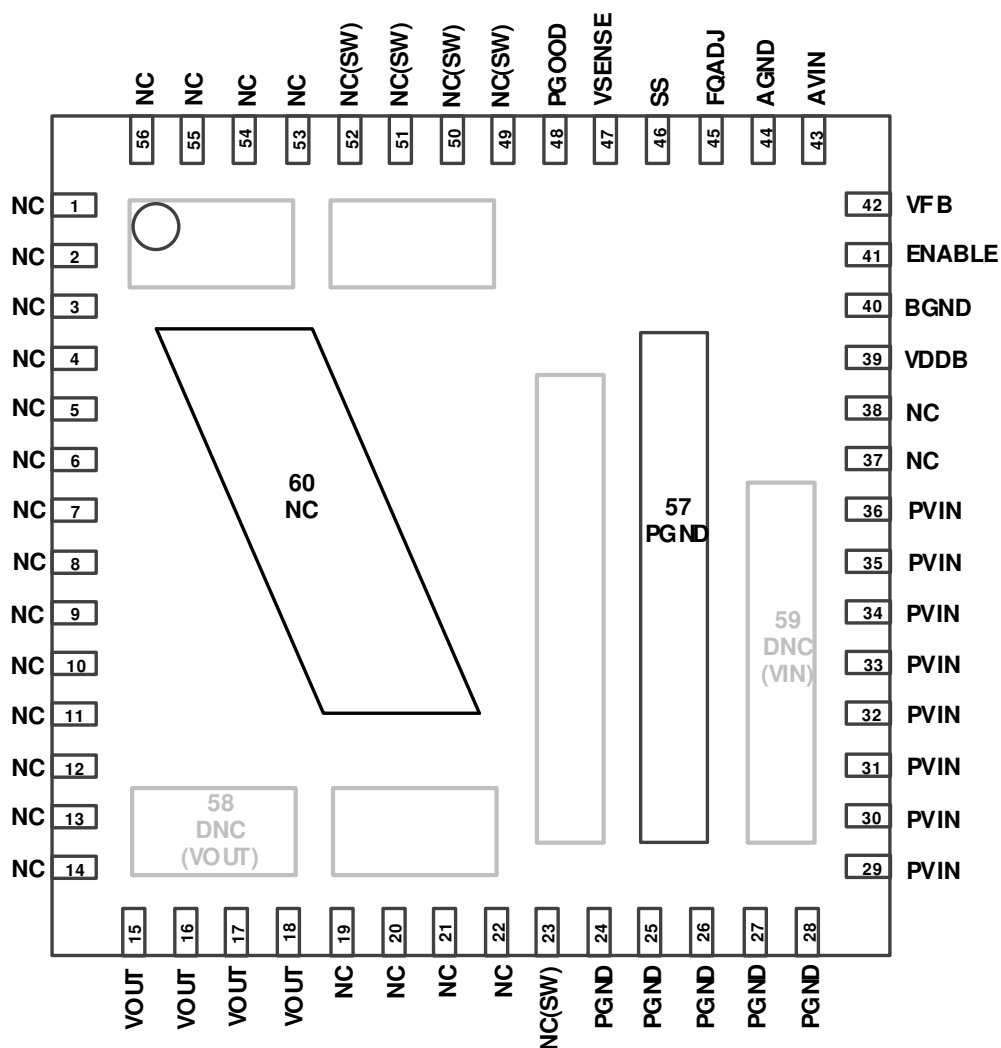 NC NC NC NC NC(SW) NC(SW) NC(SW) NC(SW) PGOOD VSENSE SS FQADJ AGND AVIN
56 55 54 53 52 51 50 49 48 47 46 45 44 43
NC 1 42 VFB
NC 2 41 ENABLE
NC 3 40 BGND
NC 4 39 VDDB
NC 5 38 NC
NC 6 37 NC
60
NC
57
PGND
NC 7 36 PVIN
NC 8 35 PVIN
NC 9 34 PVIN
59
DNC
(VIN)
NC 10 33 PVIN
NC 11 32 PVIN
NC 12 31 PVIN
58
DNC
(VOUT)
NC 13 30 PVIN
NC 14 29 PVIN
15 16 17 18 19 20 21 22 23 24 25 26 27 28
VOUT VOUT VOUT VOUT NC NC NC NC NC(SW) PGND PGND PGND PGND PGND